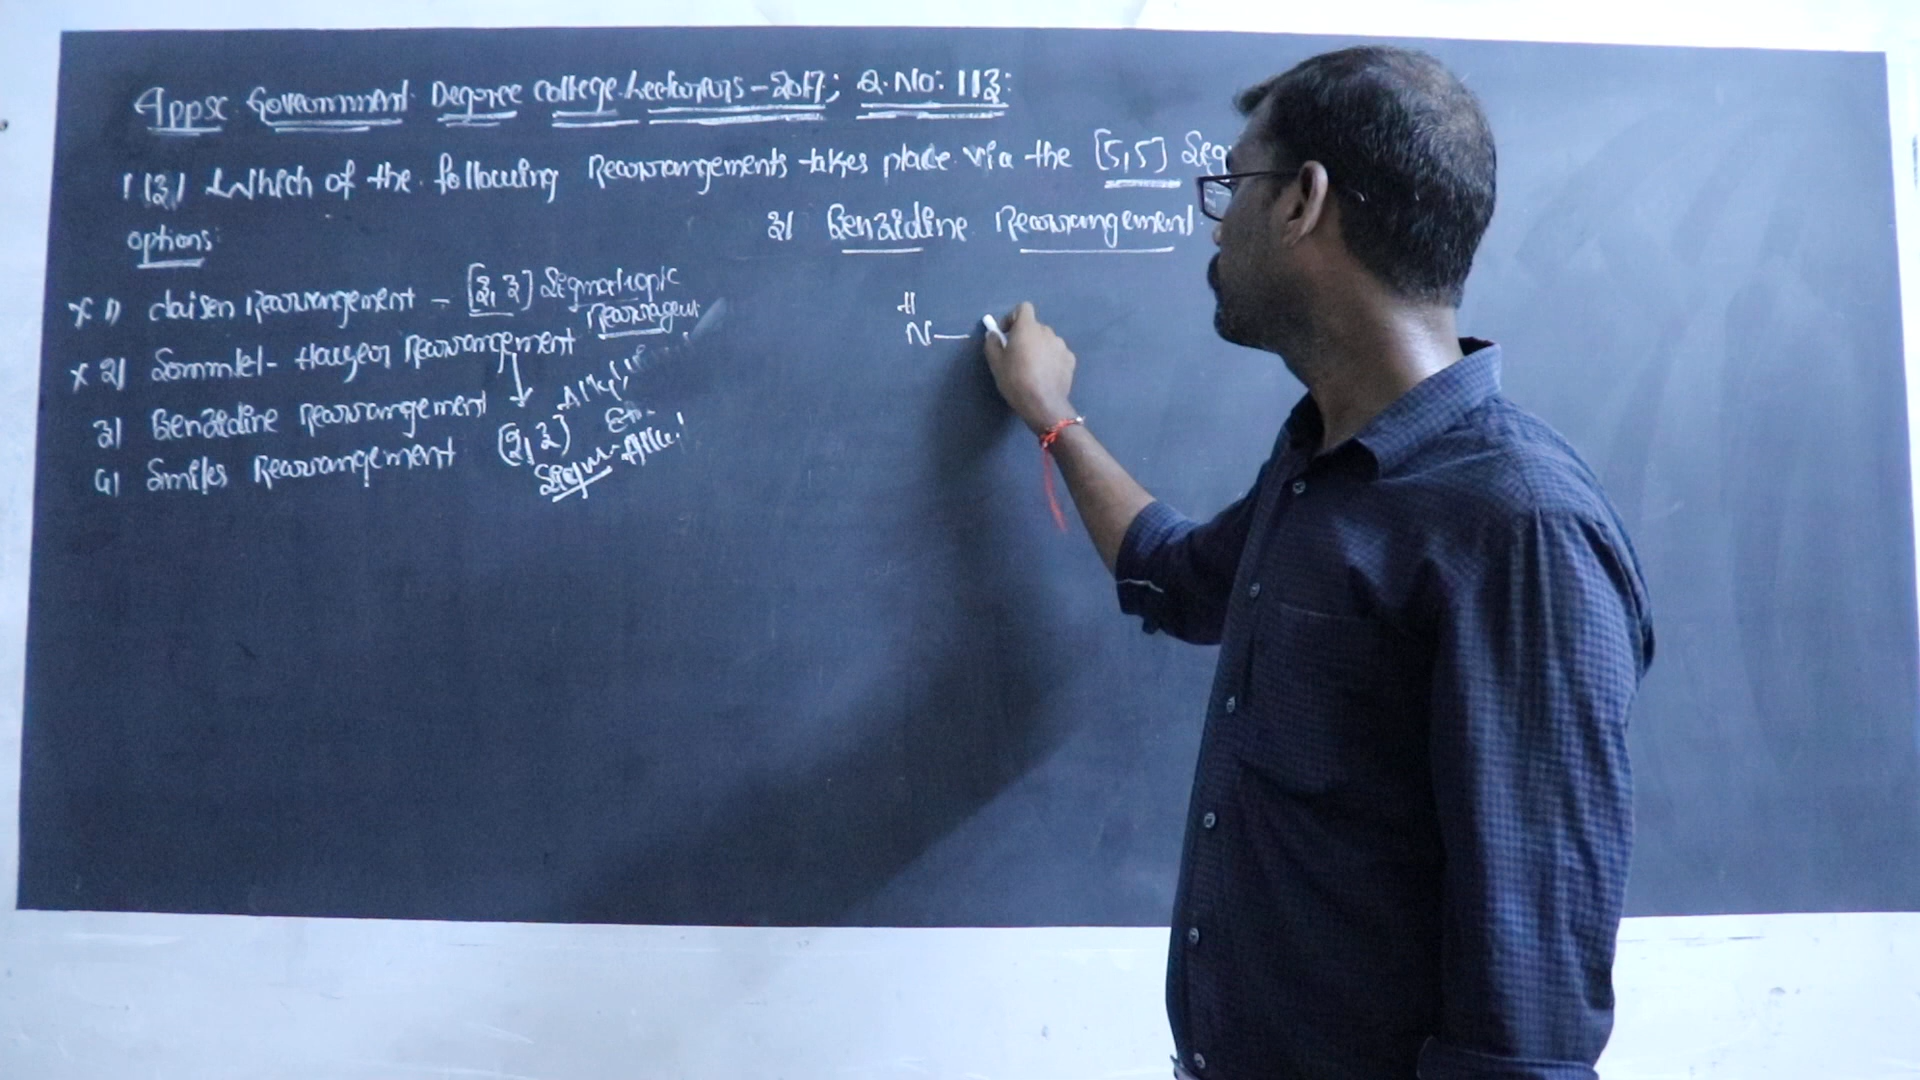 Appsc Government Degree College Lecturers - 2017; Q. No: 113:
113) Which of the following Rearrangements takes place via the [5,5] Sig
options:
x 1) Claisen Rearrangement - [3,3] Sigmatropic
Rearragem
x 2) Sommlet - Hauser Rearrangement
3) Benzidine rearrangement
4) Smiles Rearrangement
[2,3]
Sigm
3) Benzidine Rearrangement
H
N—